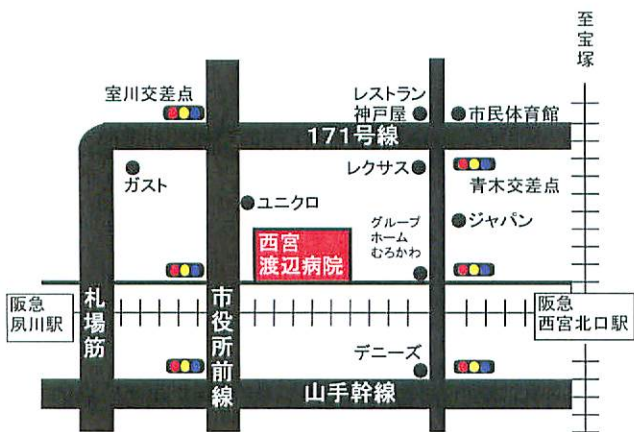 至宝塚
室川交差点
レストラン
神戸屋
市民体育館
171号線
ガスト
レクサス
青木交差点
ユニクロ
ジャパン
西宮
渡辺病院
グループ
ホーム
むろかわ
阪急
夙川駅
札場筋
市役所前線
阪急
西宮北口駅
デニーズ
山手幹線